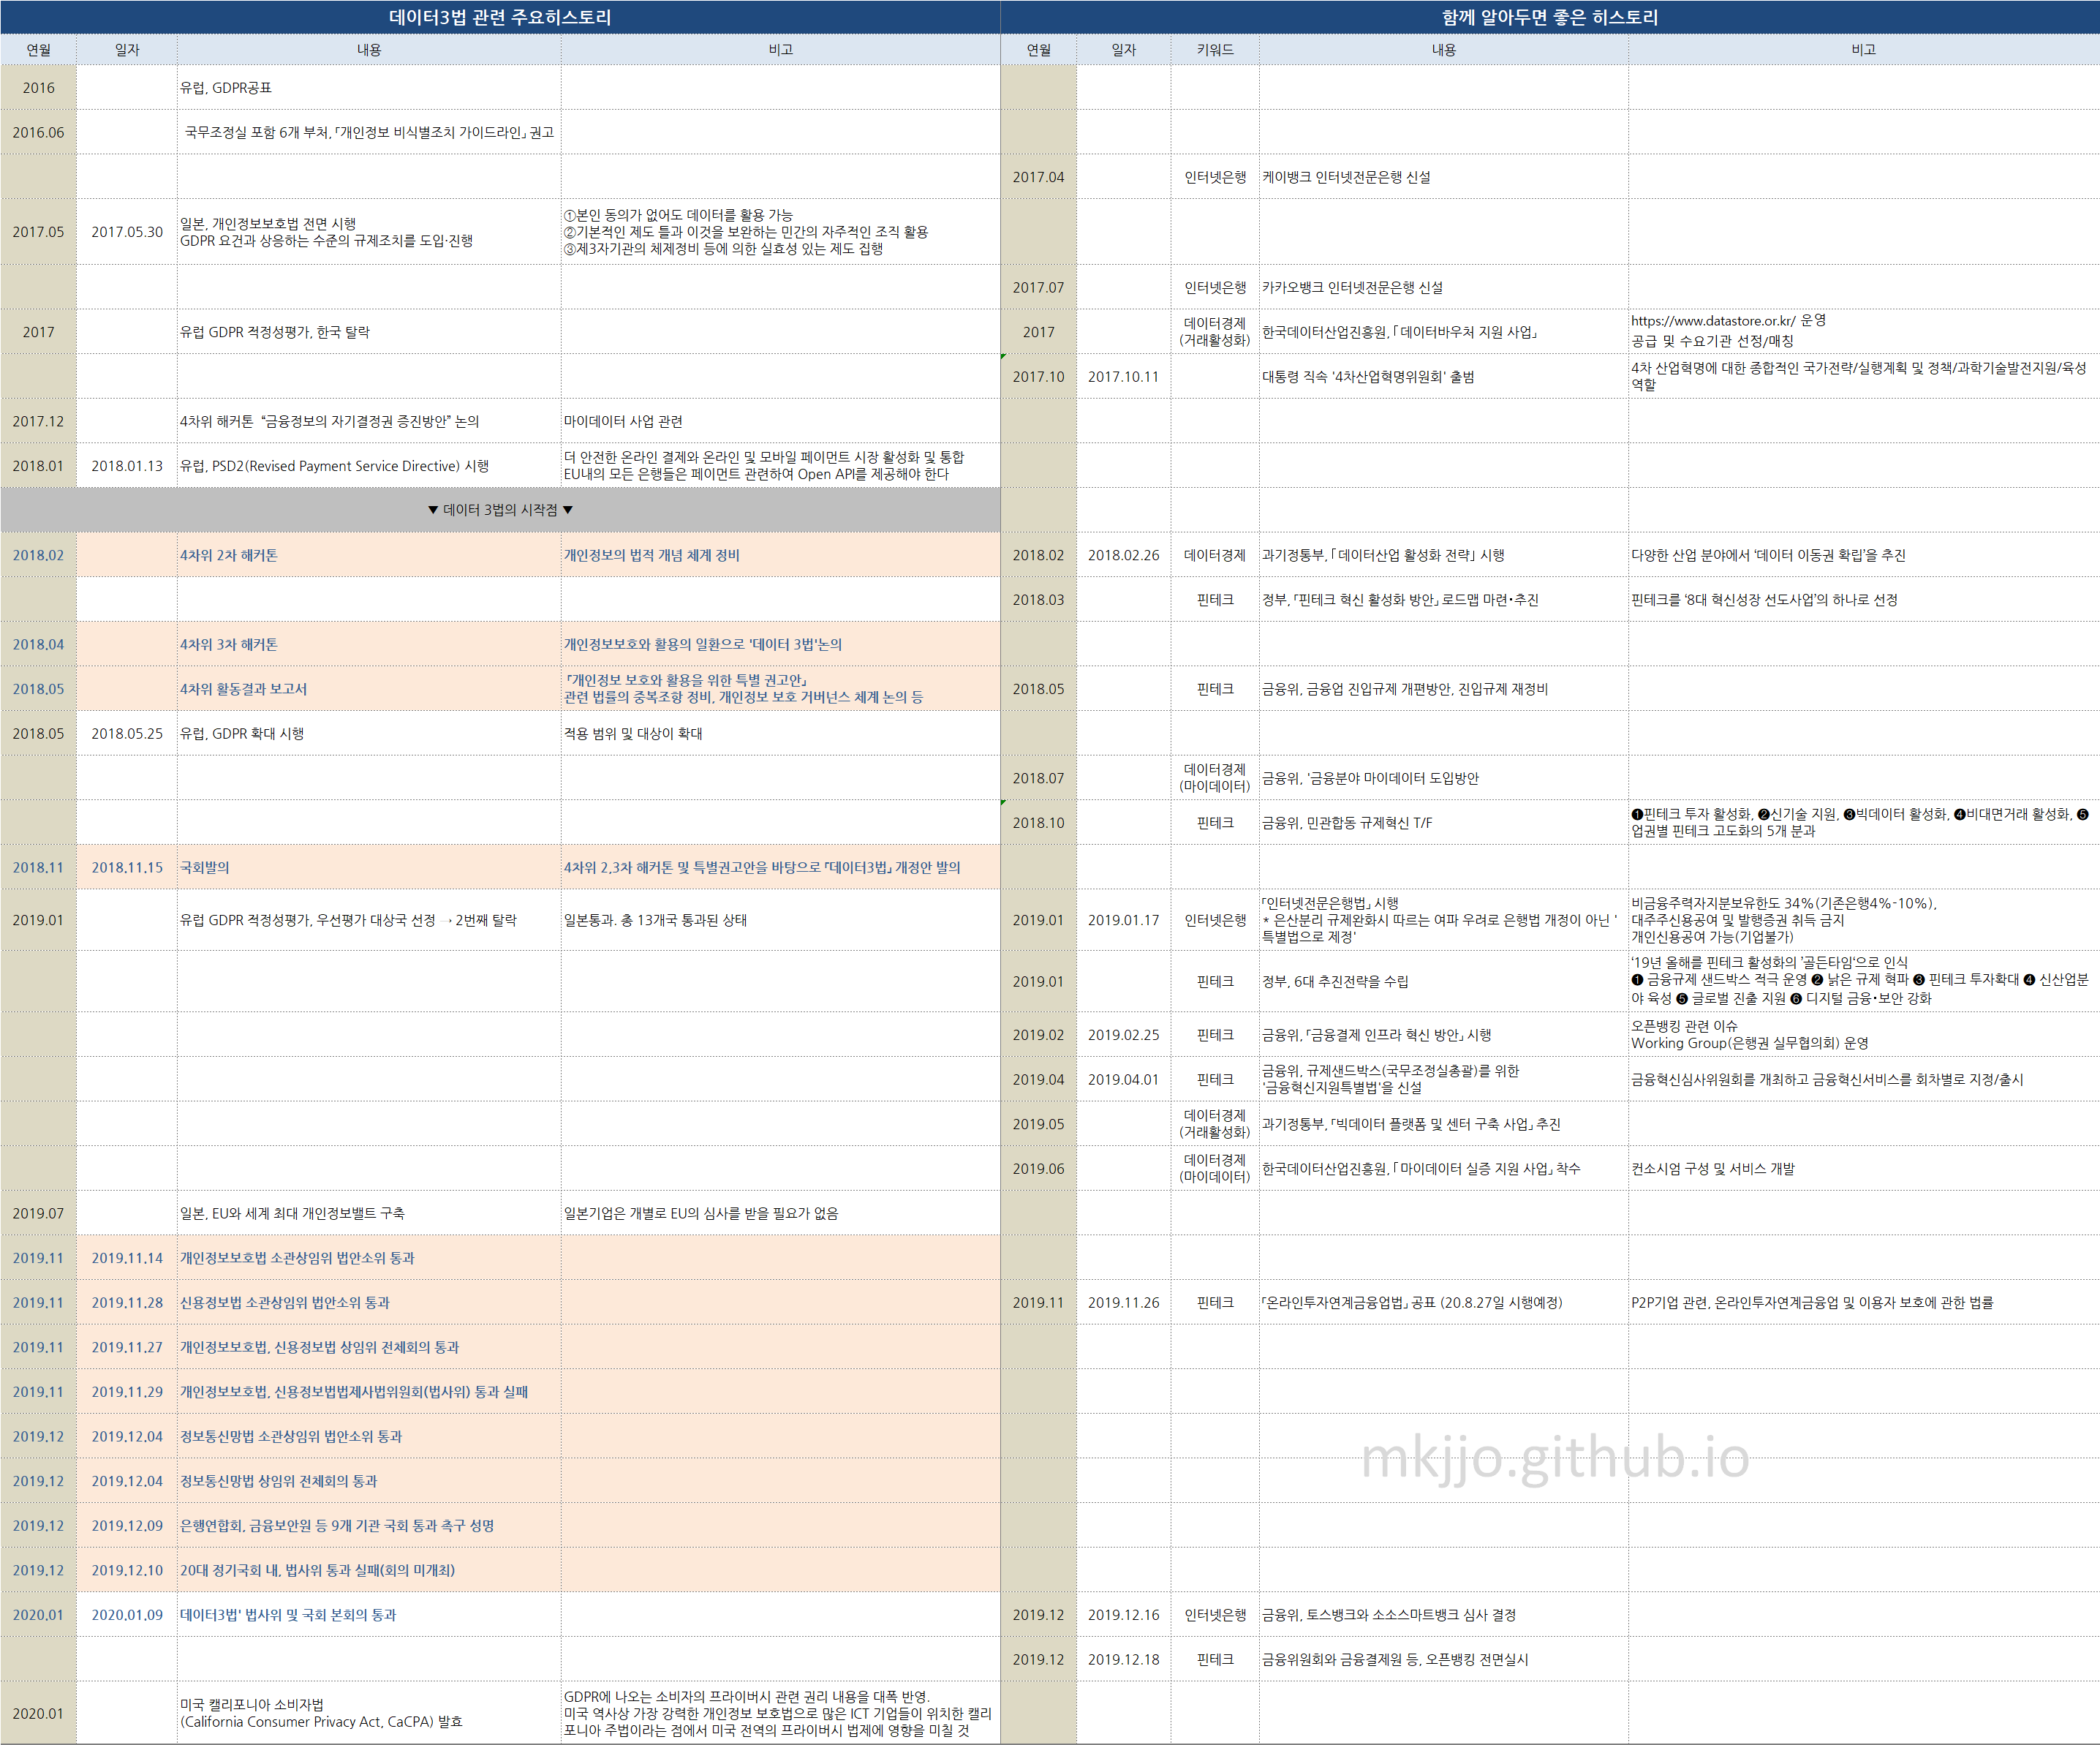 데이터3법 관련 주요히스토리
함께 알아두면 좋은 히스토리
연월 일자 내용 비고 연월 일자 키워드 내용 비고
2016 유럽, GDPR공표
2016.06 국무조정실 포함 6개 부처, 「개인정보 비식별조치 가이드라인」 권고
2017.04 인터넷은행 케이뱅크 인터넷전문은행 신설
2017.05 2017.05.30 일본, 개인정보보호법 전면 시행
GDPR 요건과 상응하는 수준의 규제조치를 도입·진행
①본인 동의가 없어도 데이터를 활용 가능
②기본적인 제도 틀과 이것을 보완하는 민간의 자주적인 조직 활용
③제3자기관의 체제정비 등에 의한 실효성 있는 제도 집행
2017.07 인터넷은행 카카오뱅크 인터넷전문은행 신설
2017 유럽 GDPR 적정성평가, 한국 탈락
2017 데이터경제
(거래활성화)
한국데이터산업진흥원, 「데이터바우처 지원 사업」
https://www.datastore.or.kr/ 운영
공급 및 수요기관 선정/매칭
2017.10 2017.10.11 대통령 직속 '4차산업혁명위원회' 출범
4차 산업혁명에 대한 종합적인 국가전략/실행계획 및 정책/과학기술발전지원/육성
역할
2017.12 4차위 해커톤 "금융정보의 자기결정권 증진방안" 논의 마이데이터 사업 관련
2018.01 2018.01.13 유럽, PSD2(Revised Payment Service Directive) 시행
더 안전한 온라인 결제와 온라인 및 모바일 페이먼트 시장 활성화 및 통합
EU내의 모든 은행들은 페이먼트 관련하여 Open API를 제공해야 한다
▼ 데이터 3법의 시작점 ▼
2018.02 4차위 2차 해커톤 개인정보의 법적 개념 체계 정비
2018.02 2018.02.26 데이터경제 과기정통부, 「데이터산업 활성화 전략」 시행 다양한 산업 분야에서 '데이터 이동권 확립'을 추진
2018.03 핀테크 정부, 「핀테크 혁신 활성화 방안」 로드맵 마련·추진 핀테크를 '8대 혁신성장 선도사업'의 하나로 선정
2018.04 4차위 3차 해커톤 개인정보보호와 활용의 일환으로 '데이터 3법'논의
2018.05 4차위 활동결과 보고서
「개인정보 보호와 활용을 위한 특별 권고안」
관련 법률의 중복조항 정비, 개인정보 보호 거버넌스 체계 논의 등
2018.05 핀테크 금융위, 금융업 진입규제 개편방안, 진입규제 재정비
2018.05 2018.05.25 유럽, GDPR 확대 시행 적용 범위 및 대상이 확대
2018.07 데이터경제
(마이데이터)
금융위, '금융분야 마이데이터 도입방안
2018.10 핀테크 금융위, 민관합동 규제혁신 T/F
❶핀테크 투자 활성화, ❷신기술 지원, ❸빅데이터 활성화, ❹비대면거래 활성화, ❺
업권별 핀테크 고도화의 5개 분과
2018.11 2018.11.15 국회발의 4차위 2,3차 해커톤 및 특별권고안을 바탕으로 「데이터3법」 개정안 발의
2019.01 유럽 GDPR 적정성평가, 우선평가 대상국 선정 → 2번째 탈락 일본통과. 총 13개국 통과된 상태
2019.01 2019.01.17 인터넷은행
「인터넷전문은행법」 시행
* 은산분리 규제완화시 따르는 여파 우려로 은행법 개정이 아닌 '
특별법으로 제정'
비금융주력자지분보유한도 34%(기존은행4%-10%),
대주주신용공여 및 발행증권 취득 금지
개인신용공여 가능(기업불가)
2019.01 핀테크 정부, 6대 추진전략을 수립
'19년 올해를 핀테크 활성화의 '골든타임'으로 인식
❶ 금융규제 샌드박스 적극 운영 ❷ 낡은 규제 혁파 ❸ 핀테크 투자확대 ❹ 신산업분
야 육성 ❺ 글로벌 진출 지원 ❻ 디지털 금융·보안 강화
2019.02 2019.02.25 핀테크 금융위, 「금융결제 인프라 혁신 방안」 시행
오픈뱅킹 관련 이슈
Working Group(은행권 실무협의회) 운영
2019.04 2019.04.01 핀테크
금융위, 규제샌드박스(국무조정실총괄)를 위한
'금융혁신지원특별법'을 신설
금융혁신심사위원회를 개최하고 금융혁신서비스를 회차별로 지정/출시
2019.05 데이터경제
(거래활성화)
과기정통부, 「빅데이터 플랫폼 및 센터 구축 사업」 추진
2019.06 데이터경제
(마이데이터)
한국데이터산업진흥원, 「마이데이터 실증 지원 사업」 착수 컨소시엄 구성 및 서비스 개발
2019.07 일본, EU와 세계 최대 개인정보밸트 구축 일본기업은 개별로 EU의 심사를 받을 필요가 없음
2019.11 2019.11.14 개인정보보호법 소관상임위 법안소위 통과
2019.11 2019.11.28 신용정보법 소관상임위 법안소위 통과
2019.11 2019.11.26 핀테크 「온라인투자연계금융업법」 공표 (20.8.27일 시행예정) P2P기업 관련, 온라인투자연계금융업 및 이용자 보호에 관한 법률
2019.11 2019.11.27 개인정보보호법, 신용정보법 상임위 전체회의 통과
2019.11 2019.11.29 개인정보보호법, 신용정보법법제사법위원회(법사위) 통과 실패
2019.12 2019.12.04 정보통신망법 소관상임위 법안소위 통과
mkjjo.github.io
2019.12 2019.12.04 정보통신망법 상임위 전체회의 통과
2019.12 2019.12.09 은행연합회, 금융보안원 등 9개 기관 국회 통과 촉구 성명
2019.12 2019.12.10 20대 정기국회 내, 법사위 통과 실패(회의 미개최)
2020.01 2020.01.09 데이터3법' 법사위 및 국회 본회의 통과
2019.12 2019.12.16 인터넷은행 금융위, 토스뱅크와 소소스마트뱅크 심사 결정
2019.12 2019.12.18 핀테크 금융위원회와 금융결제원 등, 오픈뱅킹 전면실시
2020.01 미국 캘리포니아 소비자법
(California Consumer Privacy Act, CaCPA) 발효
GDPR에 나오는 소비자의 프라이버시 관련 권리 내용을 대폭 반영.
미국 역사상 가장 강력한 개인정보 보호법으로 많은 ICT 기업들이 위치한 캘리
포니아 주법이라는 점에서 미국 전역의 프라이버시 법제에 영향을 미칠 것